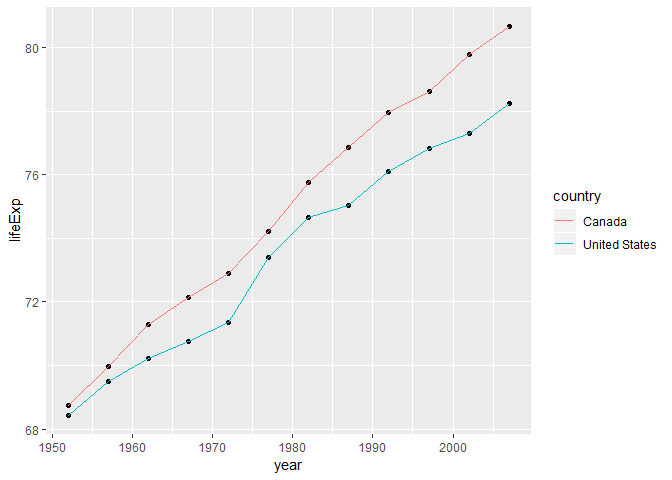 80
76
72
68
lifeExp
1950 1960 1970 1980 1990 2000
year
country
Canada
United States